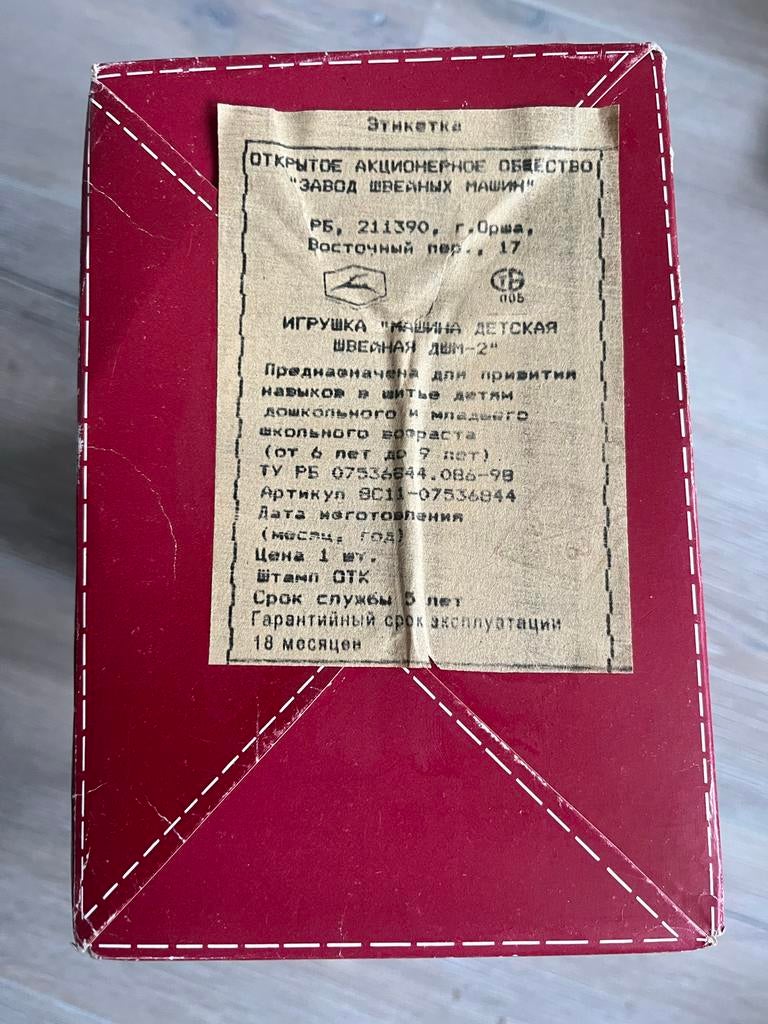 Этикетка
ОТКРЫТОЕ АКЦИОНЕРНОЕ ОБЩЕСТВО
"ЗАВОД ШВЕЙНЫХ МАШИН"
РБ, 211390, г.Орша,
Восточный пер., 17
СТБ
ИГРУШКА "МАШИНА ДЕТСКАЯ
ШВЕЙНАЯ ДШМ-2"
Предназначена для привития
навыков в шитье детям
дошкольного и младшего
школьного возраста
(от 6 лет до 9 лет)
ТУ РБ 07536844.086-98
Артикул 8С11-07536844
Дата изготовления
(месяц, год)
Цена 1 шт.
Штамп ОТК
Срок службы 5 лет
Гарантийный срок эксплуатации
18 месяцен